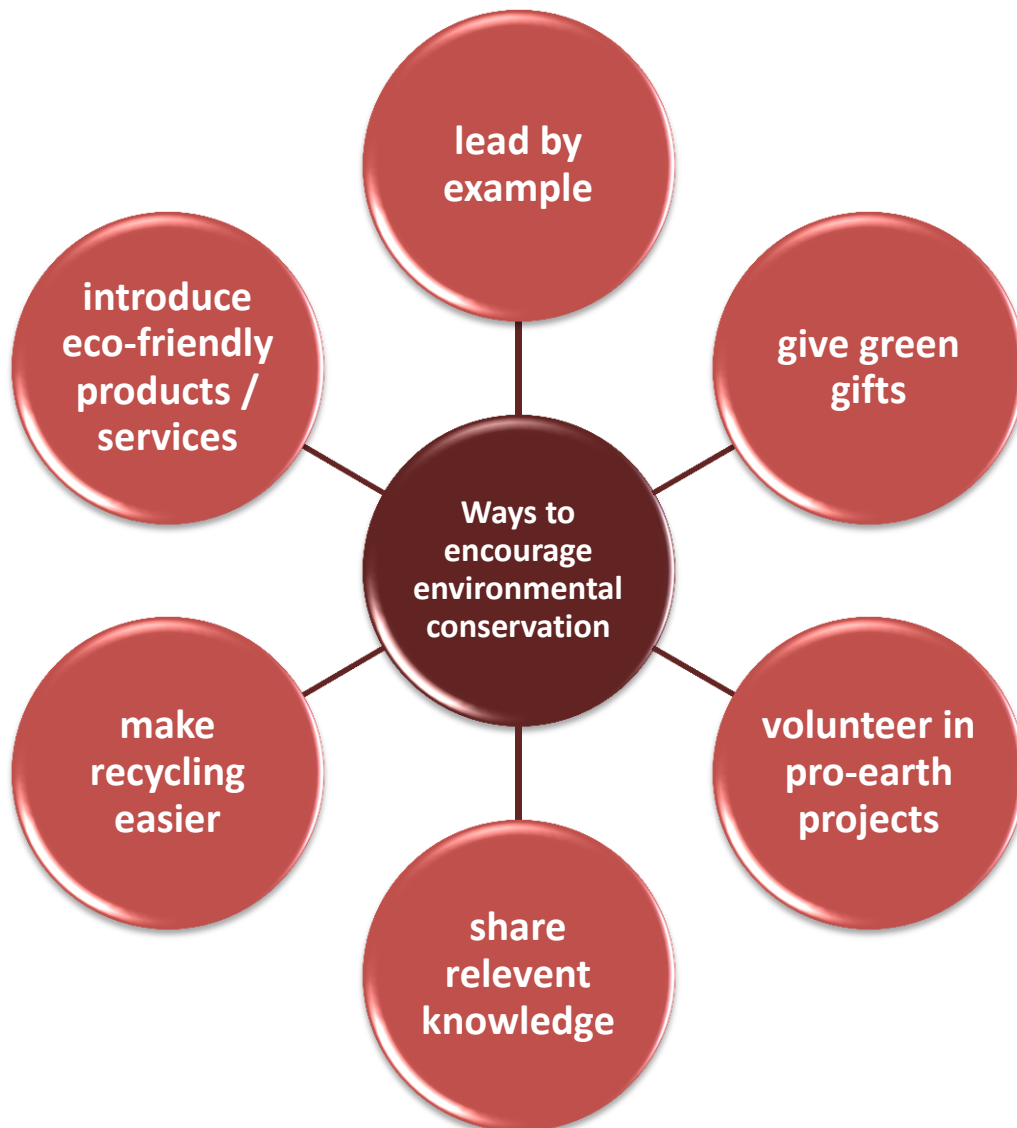 lead by
example
introduce
eco-friendly
products /
services
give green
gifts
Ways to
encourage
environmental
conservation
make
recycling
easier
volunteer in
pro-earth
projects
share
relevent
knowledge